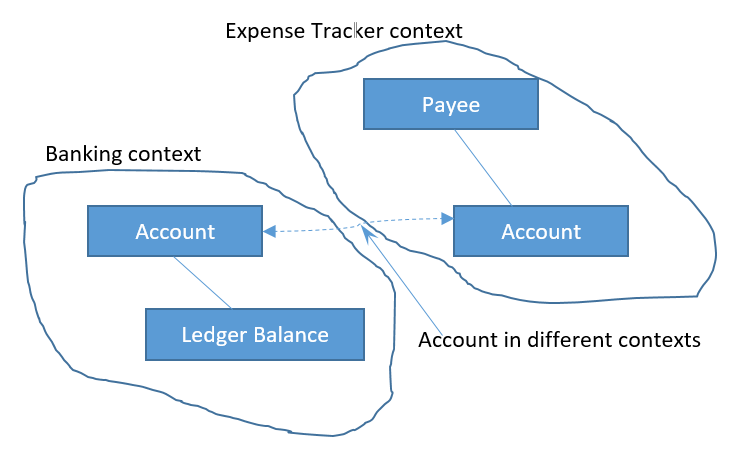 Expense Tracker context
Payee
Banking context
Account
Account
Ledger Balance
Account in different contexts